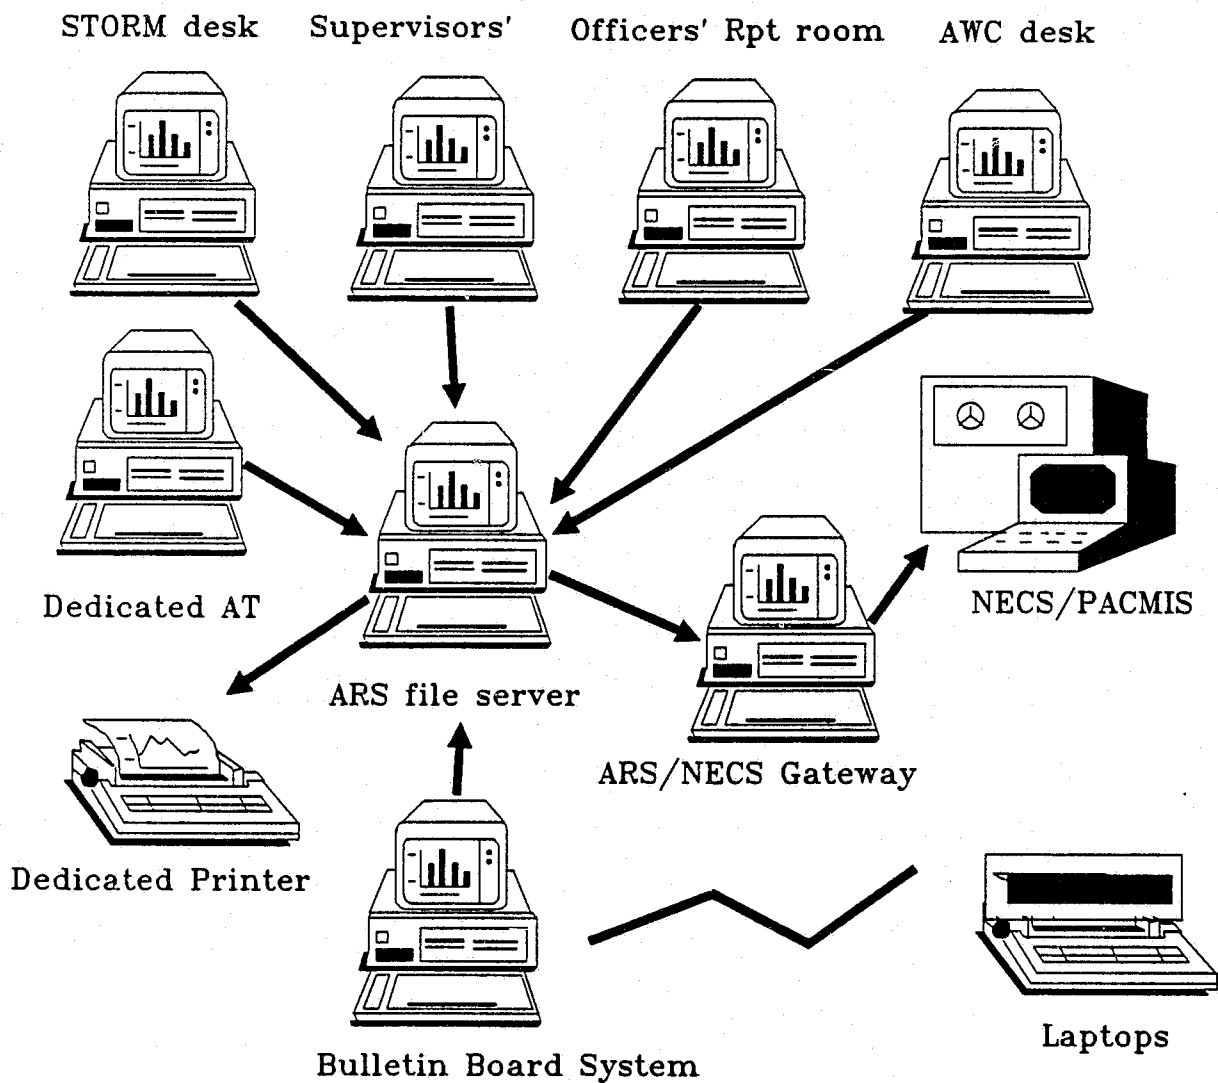 STORM desk
Supervisors'
Officers' Rpt room
AWC desk
Dedicated AT
NECS/PACMIS
ARS file server
ARS/NECS Gateway
Dedicated Printer
Laptops
Bulletin Board System